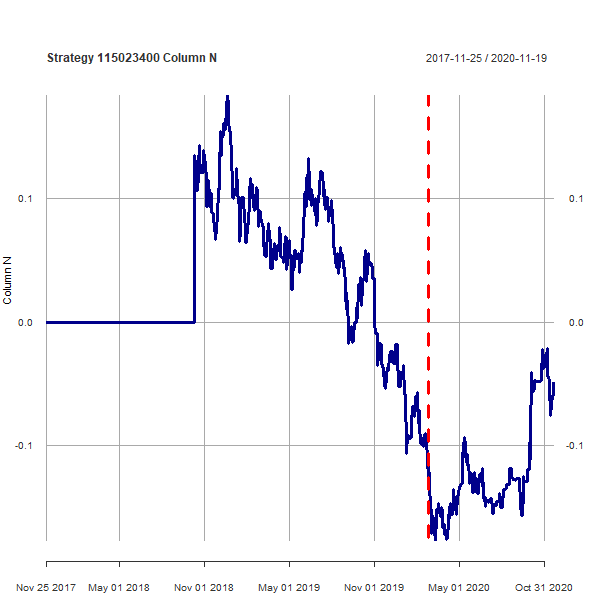 Strategy 115023400 Column N
2017-11-25 / 2020-11-19
Column N
0.1
0.1
0.0
0.0
-0.1
-0.1
Nov 25 2017
May 01 2018
Nov 01 2018
May 01 2019
Nov 01 2019
May 01 2020
Oct 31 2020